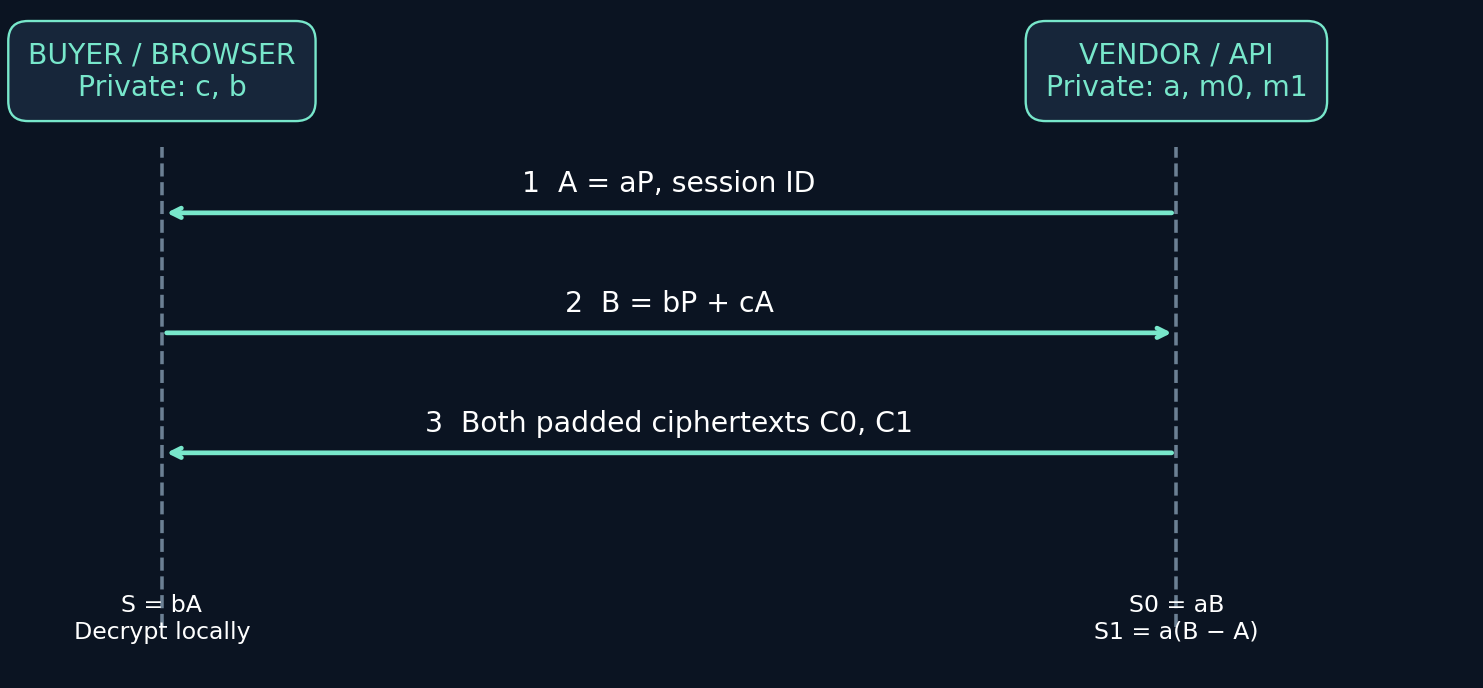 BUYER / BROWSER
Private: c, b
VENDOR / API
Private: a, m0, m1
1  A = aP, session ID
2  B = bP + cA
3  Both padded ciphertexts C0, C1
S = bA
Decrypt locally
S0 = aB
S1 = a(B − A)